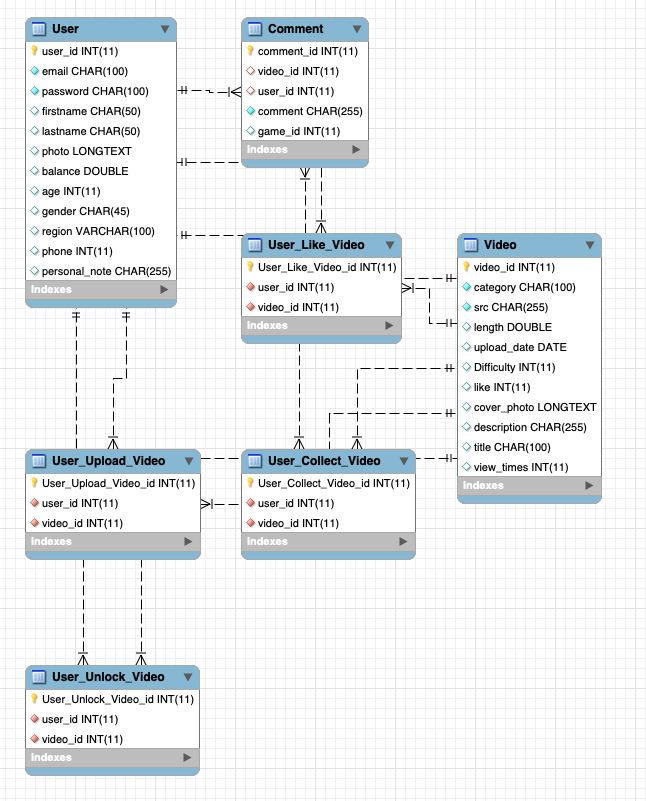 User
user_id INT(11)
email CHAR(100)
password CHAR(100)
firstname CHAR(50)
lastname CHAR(50)
photo LONGTEXT
balance DOUBLE
age INT(11)
gender CHAR(45)
region VARCHAR(100)
phone INT(11)
personal_note CHAR(255)
Indexes
Comment
comment_id INT(11)
video_id INT(11)
user_id INT(11)
comment CHAR(255)
game_id INT(11)
Indexes
User_Like_Video
User_Like_Video_id INT(11)
user_id INT(11)
video_id INT(11)
Indexes
Video
video_id INT(11)
category CHAR(100)
src CHAR(255)
length DOUBLE
upload_date DATE
Difficulty INT(11)
like INT(11)
cover_photo LONGTEXT
description CHAR(255)
title CHAR(100)
view_times INT(11)
Indexes
User_Upload_Video
User_Upload_Video_id INT(11)
user_id INT(11)
video_id INT(11)
Indexes
User_Collect_Video
User_Collect_Video_id INT(11)
user_id INT(11)
video_id INT(11)
Indexes
User_Unlock_Video
User_Unlock_Video_id INT(11)
user_id INT(11)
video_id INT(11)
Indexes